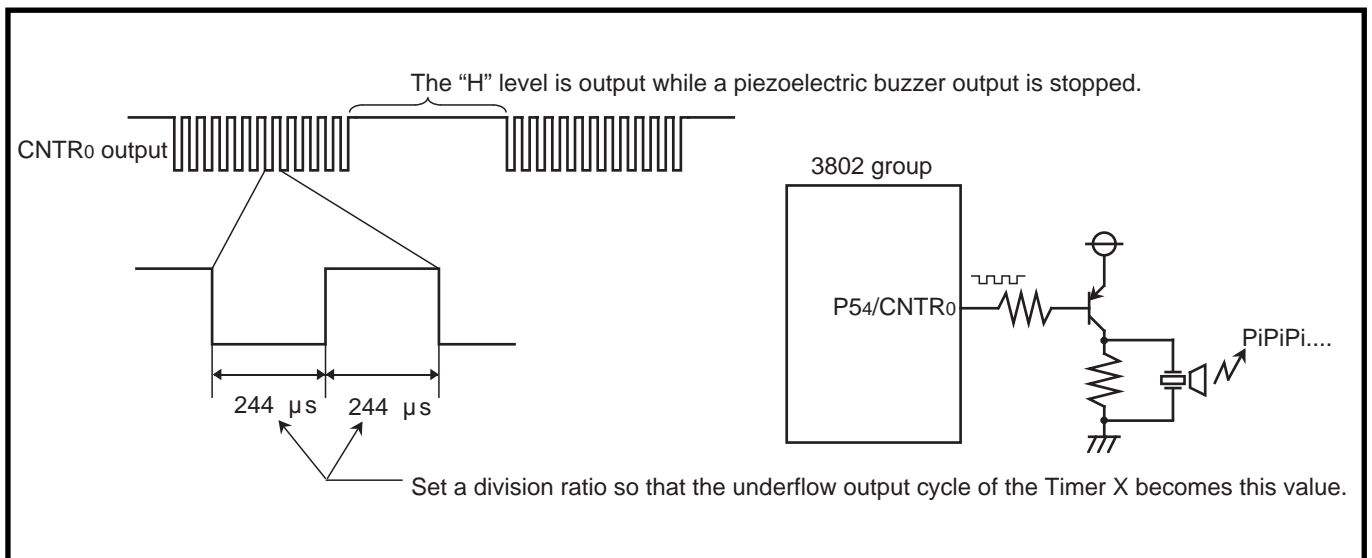 The “H” level is output while a piezoelectric buzzer output is stopped.
CNTR0 output
3802 group
P54/CNTR0
PiPiPi....
244 μs 244 μs
Set a division ratio so that the underflow output cycle of the Timer X becomes this value.